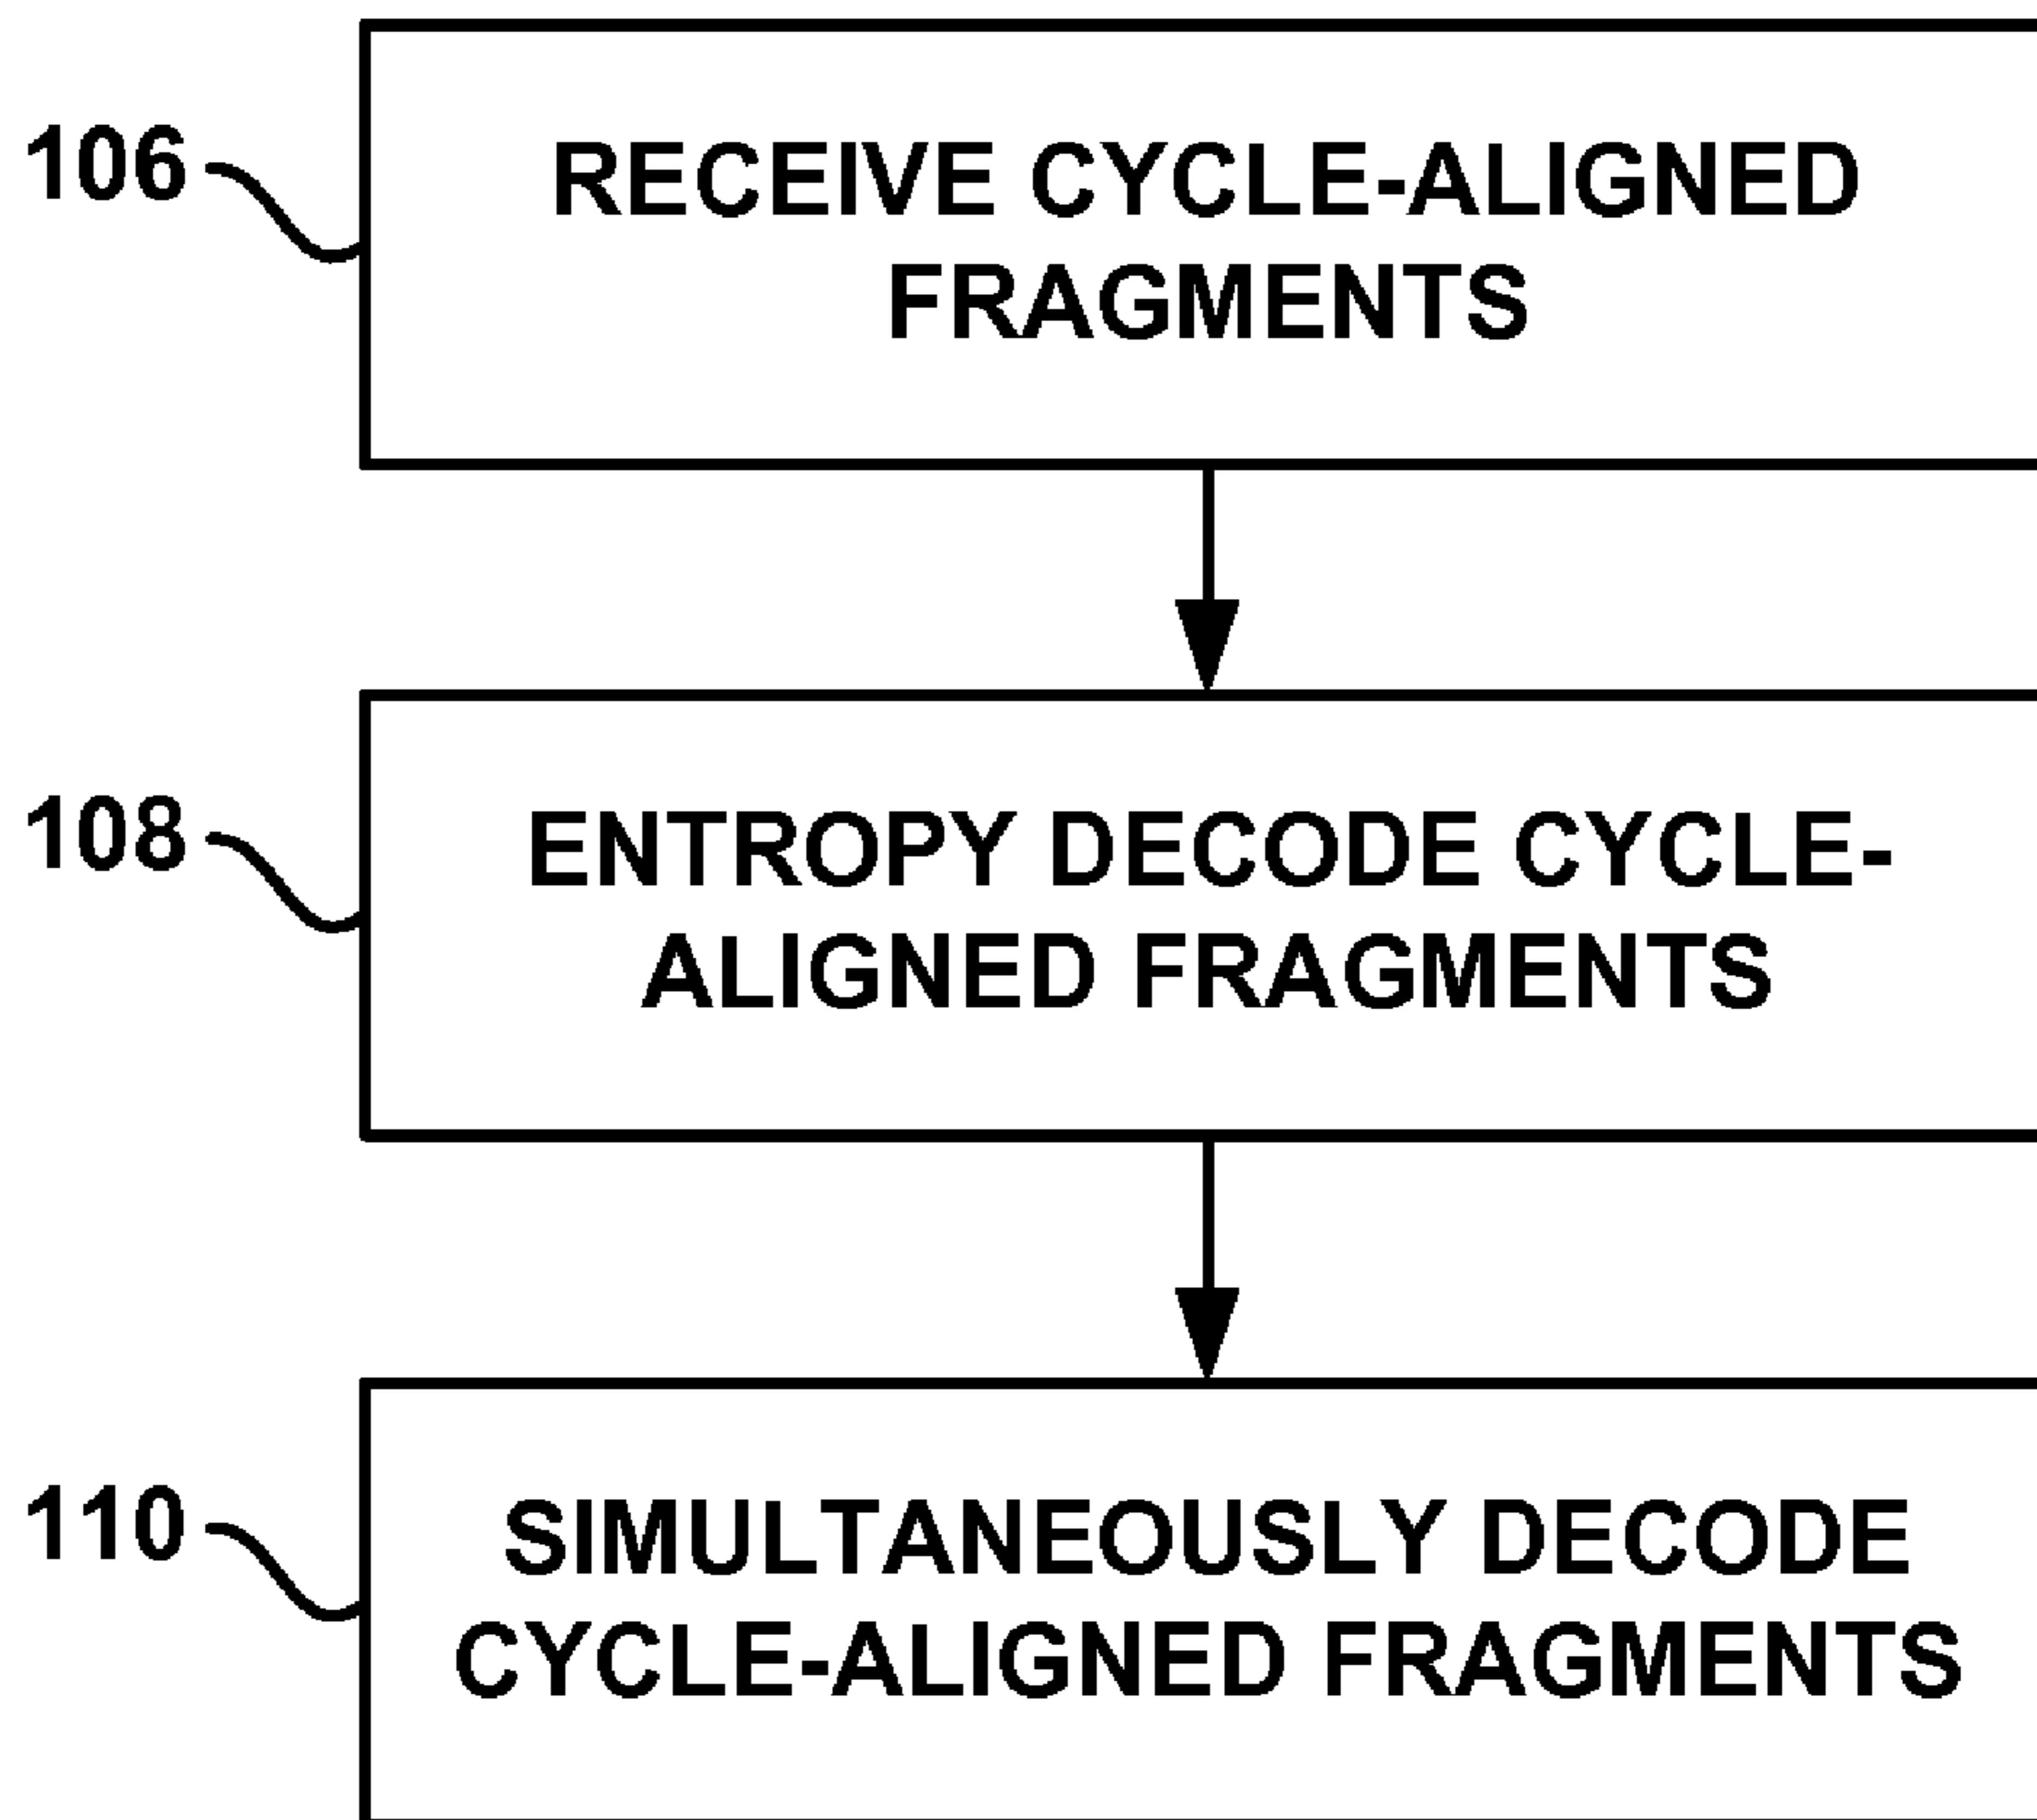 106
RECEIVE CYCLE-ALIGNED
FRAGMENTS
108
ENTROPY DECODE CYCLE-
ALIGNED FRAGMENTS
110
SIMULTANEOUSLY DECODE
CYCLE-ALIGNED FRAGMENTS